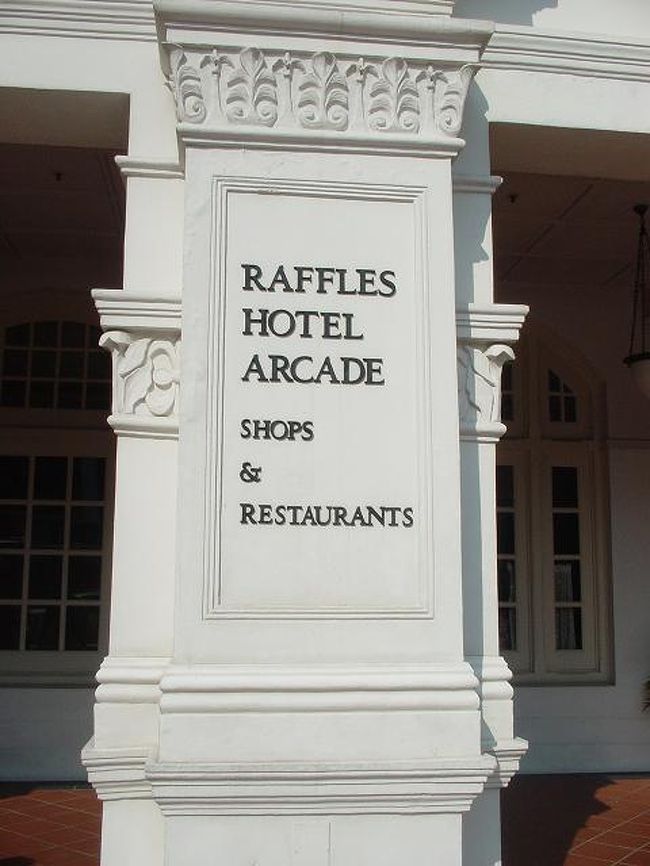 RAFFLES
HOTEL
ARCADE
SHOPS
&
RESTAURANTS